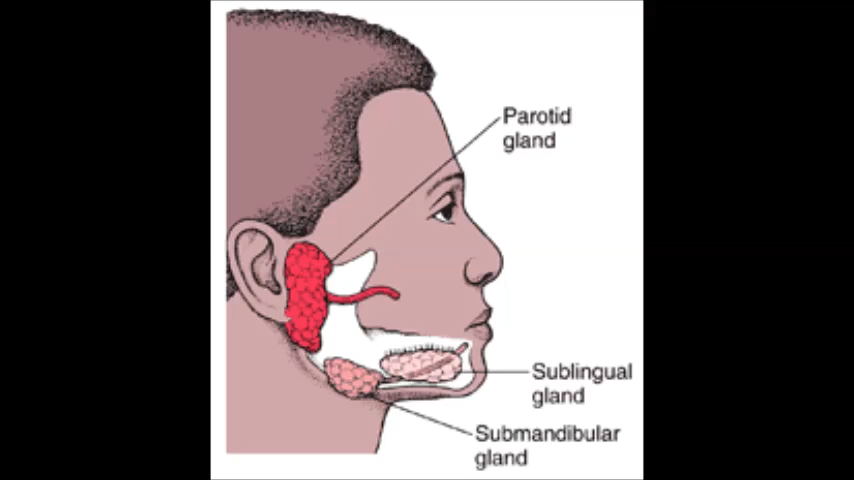 Parotid
gland
Sublingual
gland
Submandibular
gland